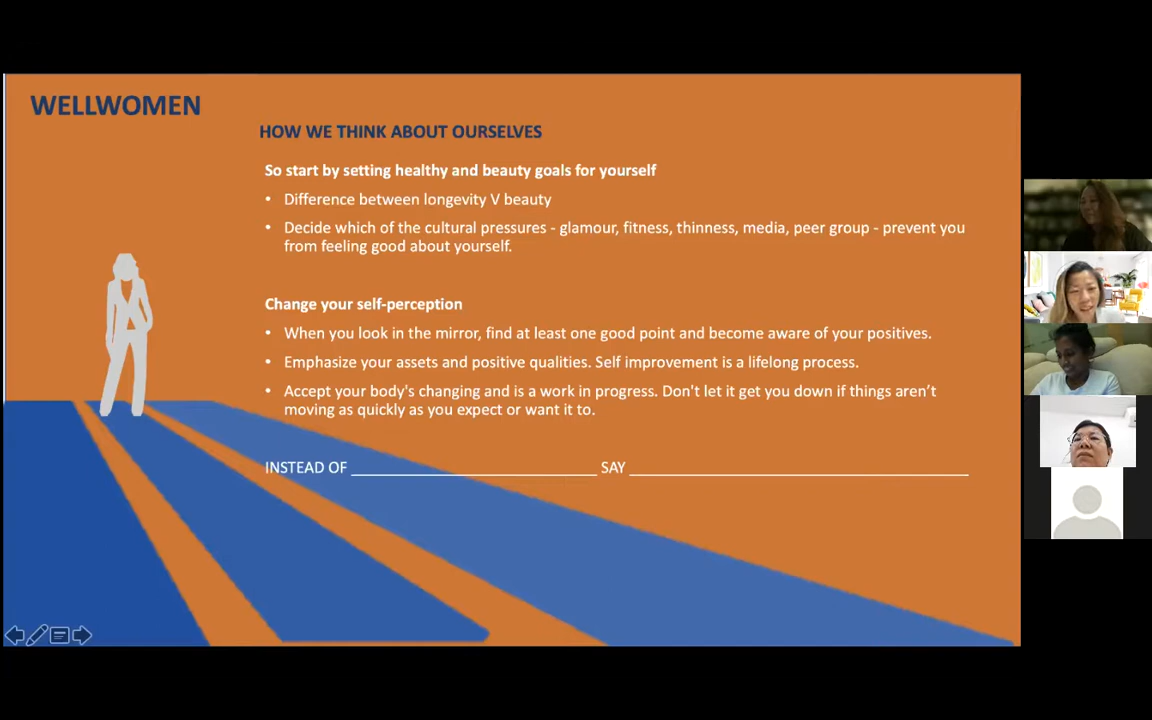 WELLWOMEN
HOW WE THINK ABOUT OURSELVES
So start by setting healthy and beauty goals for yourself
• Difference between longevity V beauty
• Decide which of the cultural pressures - glamour, fitness, thinness, media, peer group - prevent you
from feeling good about yourself.
Change your self-perception
• When you look in the mirror, find at least one good point and become aware of your positives.
• Emphasize your assets and positive qualities. Self improvement is a lifelong process.
• Accept your body's changing and is a work in progress. Don't let it get you down if things aren’t
moving as quickly as you expect or want it to.
INSTEAD OF ______________________________ SAY __________________________________________